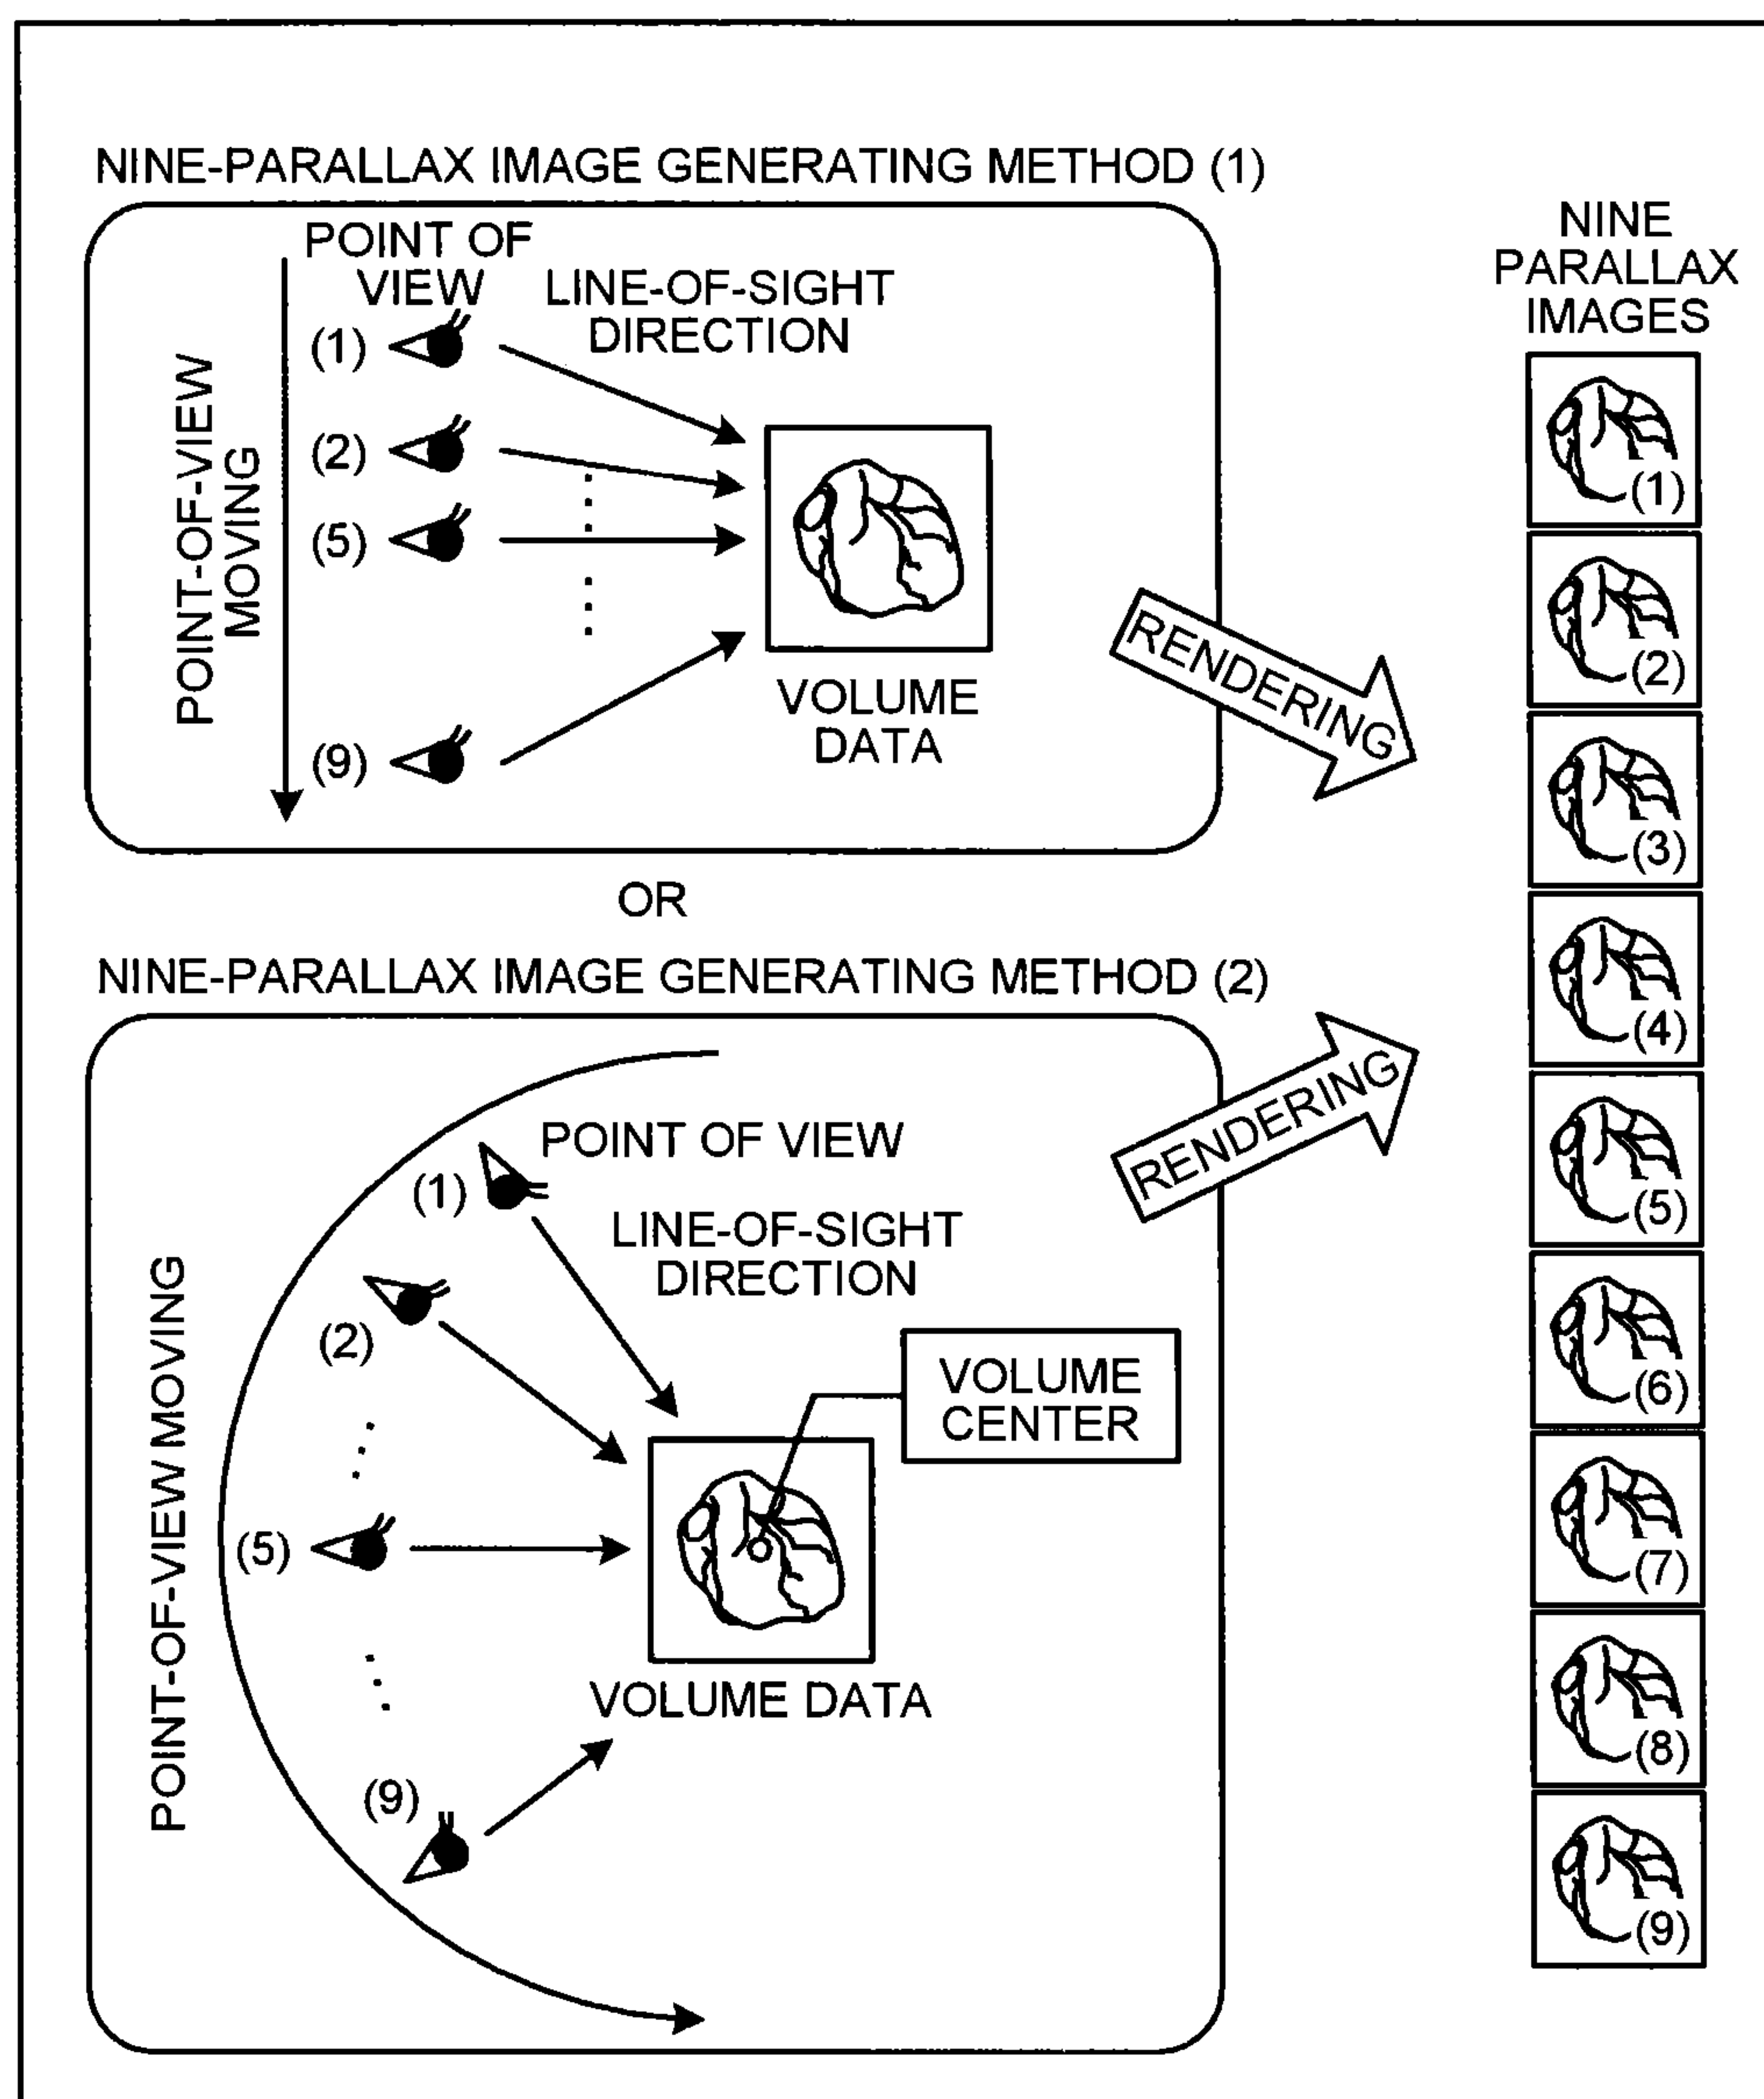 NINE-PARALLAX IMAGE GENERATING METHOD (1)
POINT OF
VIEW
LINE-OF-SIGHT
DIRECTION
POINT-OF-VIEW
MOVING
(1)
(2)
(5)
(9)
VOLUME
DATA
RENDERING
OR
NINE-PARALLAX IMAGE GENERATING METHOD (2)
POINT OF VIEW
(1)
LINE-OF-SIGHT
DIRECTION
POINT-OF-VIEW MOVING
(2)
VOLUME
CENTER
(5)
VOLUME DATA
(9)
RENDERING
NINE
PARALLAX
IMAGES
(1)
(2)
(3)
(4)
(5)
(6)
(7)
(8)
(9)